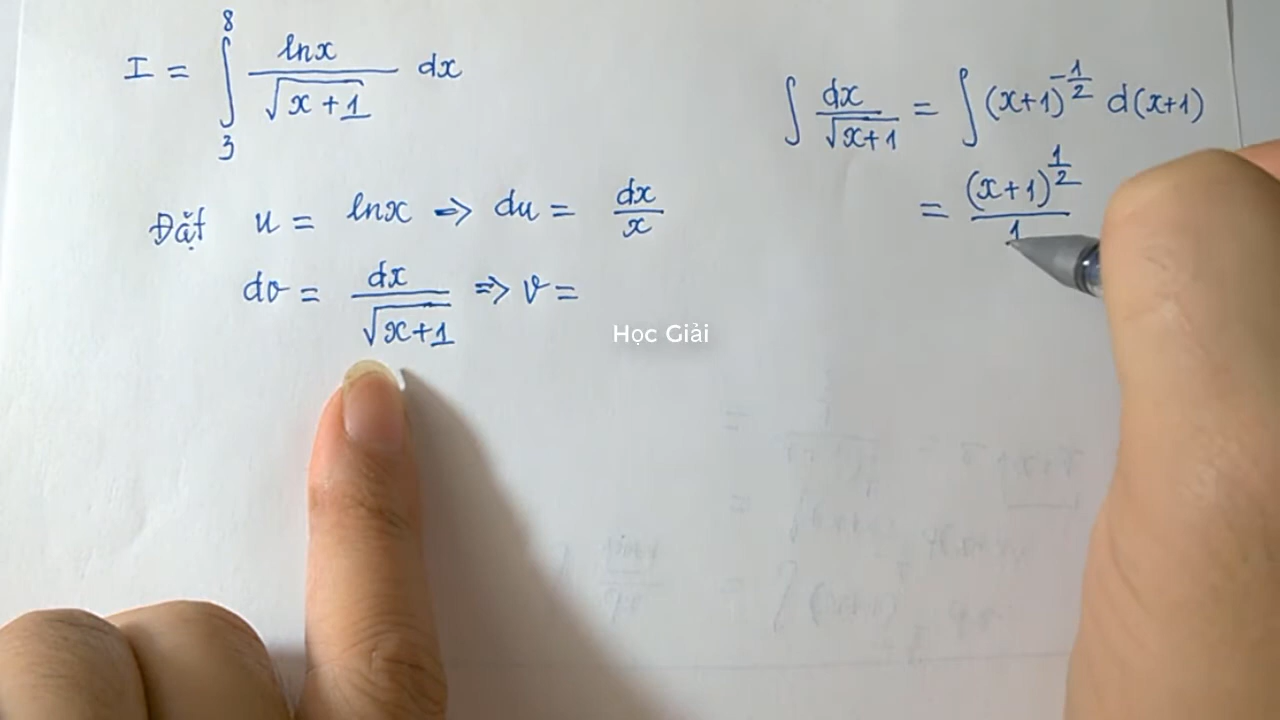 I = ∫₃⁸ lnx / √(x+1) dx
Đặt u = lnx => du = dx/x
dv = dx / √(x+1) => v =
∫ dx / √(x+1) = ∫ (x+1)^(-1/2) d(x+1)
= (x+1)^(1/2) / 1
Học Giải